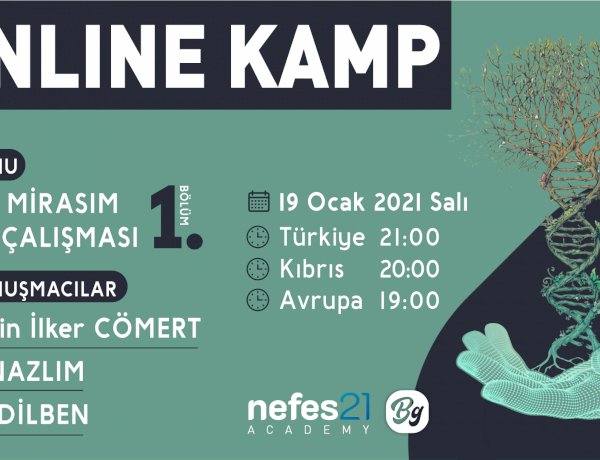 NLINE KAMP
NU
MİRASIM
ÇALIŞMASI
1.
BÖLÜM
NUŞMACILAR
in İlker CÖMERT
NAZLIM
DİLBEN
19 Ocak 2021 Salı
Türkiye 21:00
Kıbrıs 20:00
Avrupa 19:00
nefes21
ACADEMY
Bg